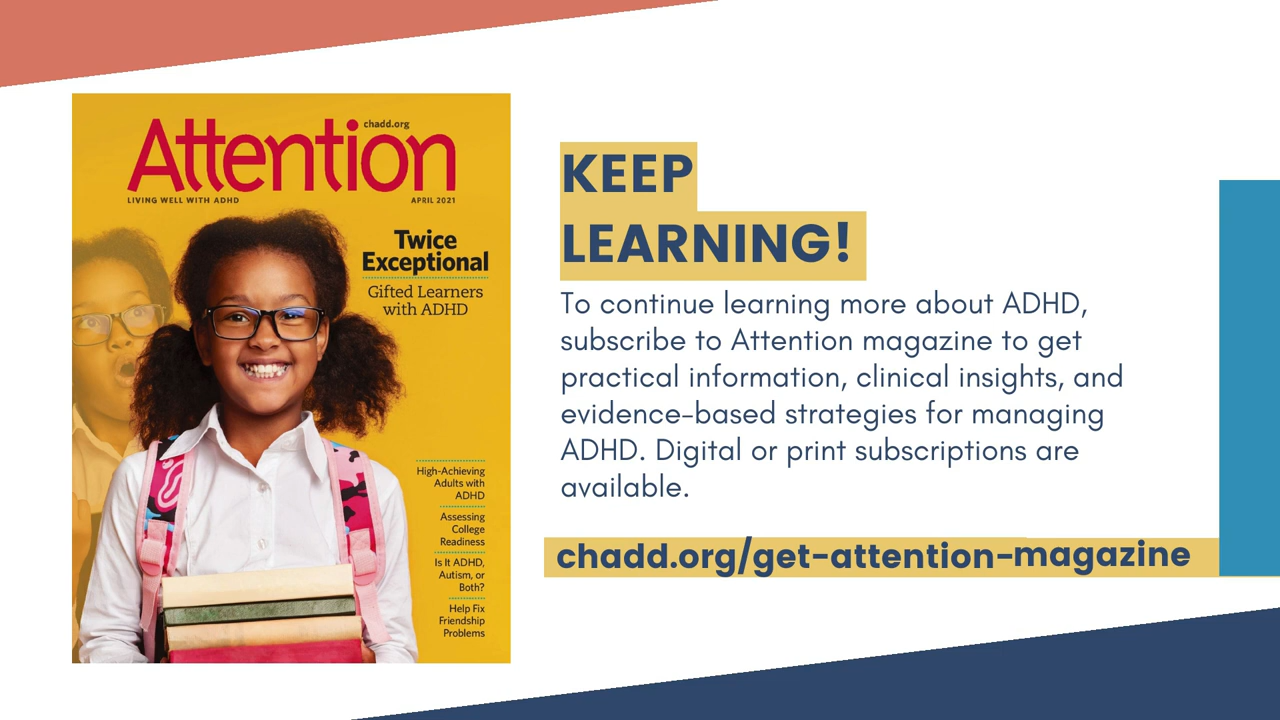 chadd.org
Attention
LIVING WELL WITH ADHD
APRIL 2021
Twice
Exceptional
Gifted Learners
with ADHD
High-Achieving
Adults with
ADHD
Assessing
College
Readiness
Is It ADHD,
Autism, or
Both?
Help Fix
Friendship
Problems
KEEP
LEARNING!
To continue learning more about ADHD,
subscribe to Attention magazine to get
practical information, clinical insights, and
evidence-based strategies for managing
ADHD. Digital or print subscriptions are
available.
chadd.org/get-attention-magazine